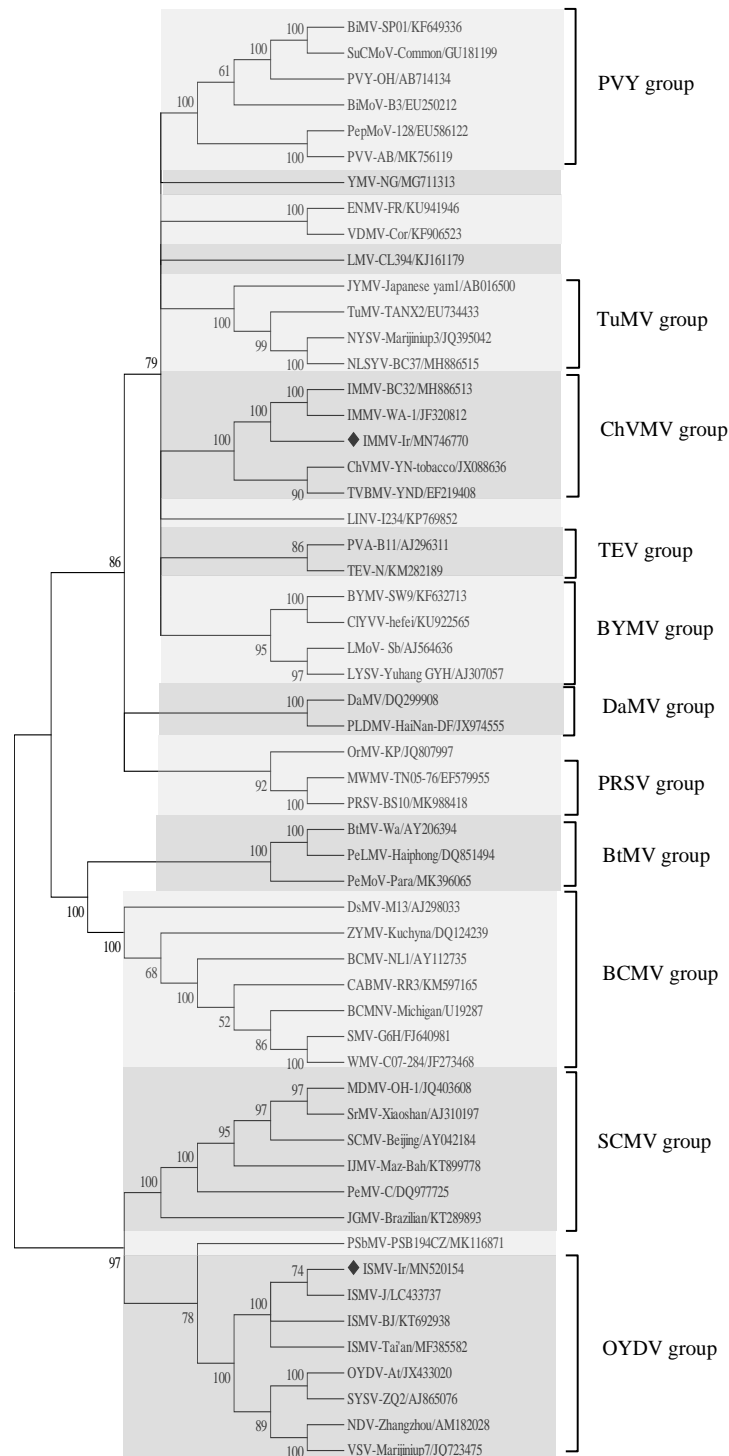 BiMV-SP01/KF649336
SuCMoV-Common/GU181199
PVY-OH/AB714134
BiMoV-B3/EU250212
PepMoV-128/EU586122
PVV-AB/MK756119
YMV-NG/MG711313
ENMV-FR/KU941946
VDMV-Cor/KF906523
LMV-CL394/KJ161179
JYMV-Japanese yam1/AB016500
TuMV-TANX2/EU734433
NYSV-Marijiniup3/JQ395042
NLSYV-BC37/MH886515
IMMV-BC32/MH886513
IMMV-WA-1/JF320812
◆ IMMV-Ir/MN746770
ChVMV-YN-tobacco/JX088636
TVBMV-YND/EF219408
LINV-I234/KP769852
PVA-B11/AJ296311
TEV-N/KM282189
BYMV-SW9/KF632713
ClYVV-hefei/KU922565
LMoV- Sb/AJ564636
LYSV-Yuhang GYH/AJ307057
DaMV/DQ299908
PLDMV-HaiNan-DF/JX974555
OrMV-KP/JQ807997
MWMV-TN05-76/EF579955
PRSV-BS10/MK988418
BtMV-Wa/AY206394
PeLMV-Haiphong/DQ851494
PeMoV-Para/MK396065
DsMV-M13/AJ298033
ZYMV-Kuchyna/DQ124239
BCMV-NL1/AY112735
CABMV-RR3/KM597165
BCMNV-Michigan/U19287
SMV-G6H/FJ640981
WMV-C07-284/JF273468
MDMV-OH-1/JQ403608
SrMV-Xiaoshan/AJ310197
SCMV-Beijing/AY042184
IJMV-Maz-Bah/KT899778
PeMV-C/DQ977725
JGMV-Brazilian/KT289893
PSbMV-PSB194CZ/MK116871
◆ ISMV-Ir/MN520154
ISMV-J/LC433737
ISMV-BJ/KT692938
ISMV-Tai'an/MF385582
OYDV-At/JX433020
SYSV-ZQ2/AJ865076
NDV-Zhangzhou/AM182028
VSV-Marijiniup7/JQ723475
PVY group
TuMV group
ChVMV group
TEV group
BYMV group
DaMV group
PRSV group
BtMV group
BCMV group
SCMV group
OYDV group
100
100
61
100
100
100
100
99
100
79
100
100
100
90
86
86
100
95
97
100
92
100
100
100
100
100
68
100
52
86
100
97
97
95
100
100
97
74
100
78
100
100
89
100